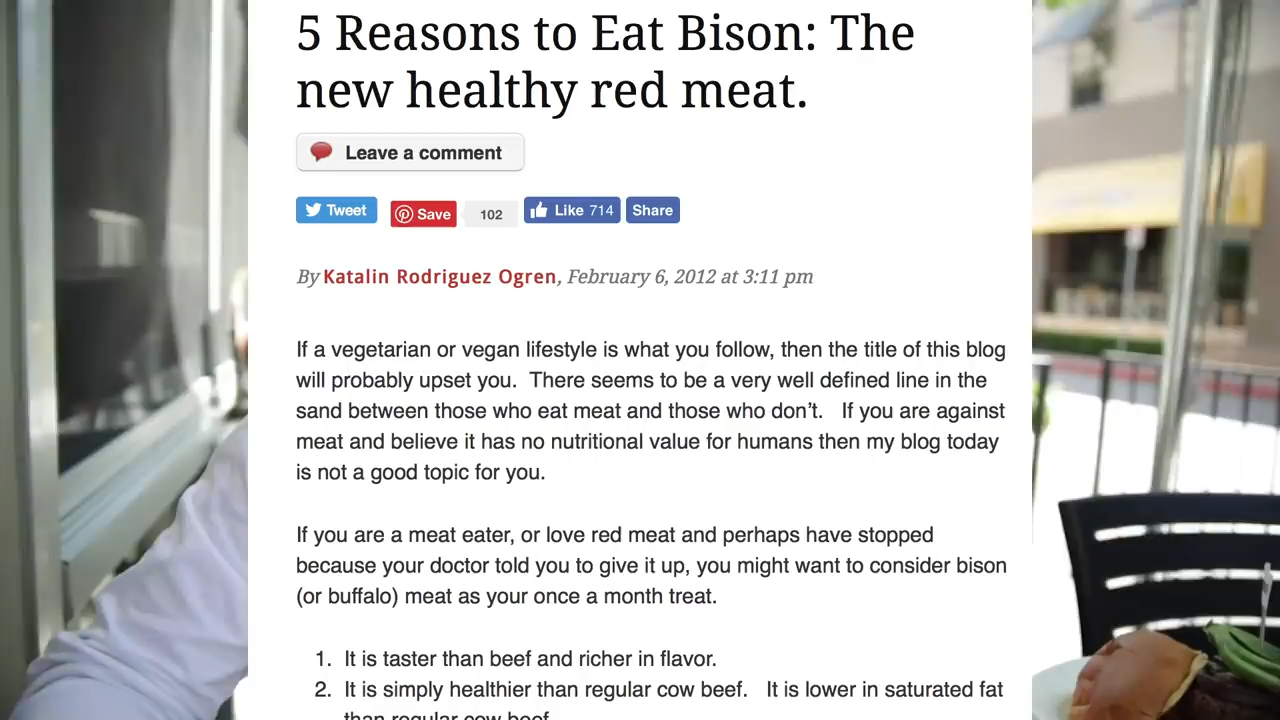 5 Reasons to Eat Bison: The
new healthy red meat.
Leave a comment
Tweet Save 102 Like 714 Share
By Katalin Rodriguez Ogren, February 6, 2012 at 3:11 pm
If a vegetarian or vegan lifestyle is what you follow, then the title of this blog
will probably upset you. There seems to be a very well defined line in the
sand between those who eat meat and those who don't. If you are against
meat and believe it has no nutritional value for humans then my blog today
is not a good topic for you.
If you are a meat eater, or love red meat and perhaps have stopped
because your doctor told you to give it up, you might want to consider bison
(or buffalo) meat as your once a month treat.
1. It is taster than beef and richer in flavor.
2. It is simply healthier than regular cow beef. It is lower in saturated fat
than regular cow beef